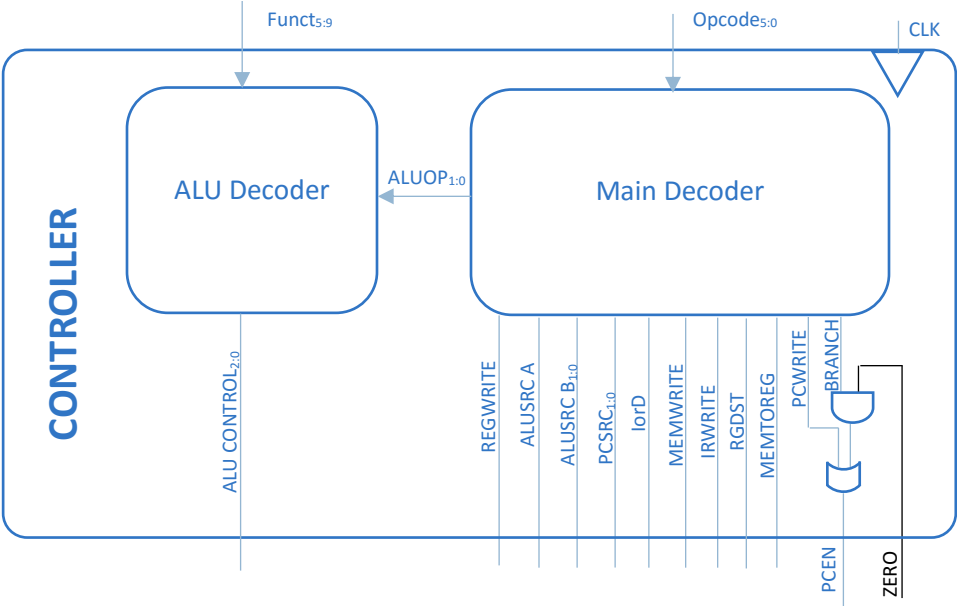 Funct5:9
Opcode5:0
CLK
ALU Decoder
ALUOP1:0
Main Decoder
CONTROLLER
ALU CONTROL2:0
REGWRITE
ALUSRC A
ALUSRC B1:0
PCSRC1:0
IorD
MEMWRITE
IRWRITE
RGDST
MEMTOREG
PCWRITE
BRANCH
PCEN
ZERO